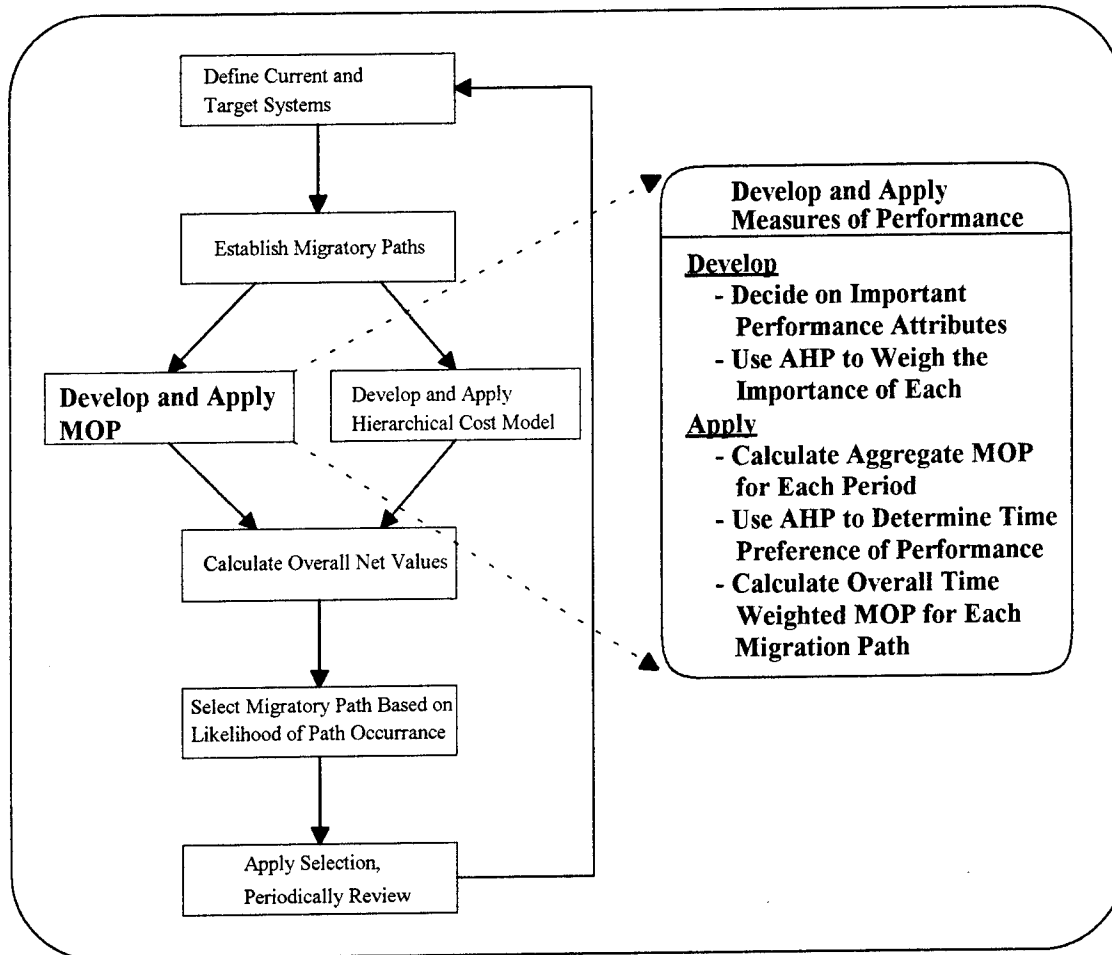 Define Current and
Target Systems
Establish Migratory Paths
Develop and Apply
MOP
Develop and Apply
Hierarchical Cost Model
Calculate Overall Net Values
Select Migratory Path Based on
Likelihood of Path Occurrance
Apply Selection,
Periodically Review
Develop and Apply
Measures of Performance
Develop
- Decide on Important
Performance Attributes
- Use AHP to Weigh the
Importance of Each
Apply
- Calculate Aggregate MOP
for Each Period
- Use AHP to Determine Time
Preference of Performance
- Calculate Overall Time
Weighted MOP for Each
Migration Path